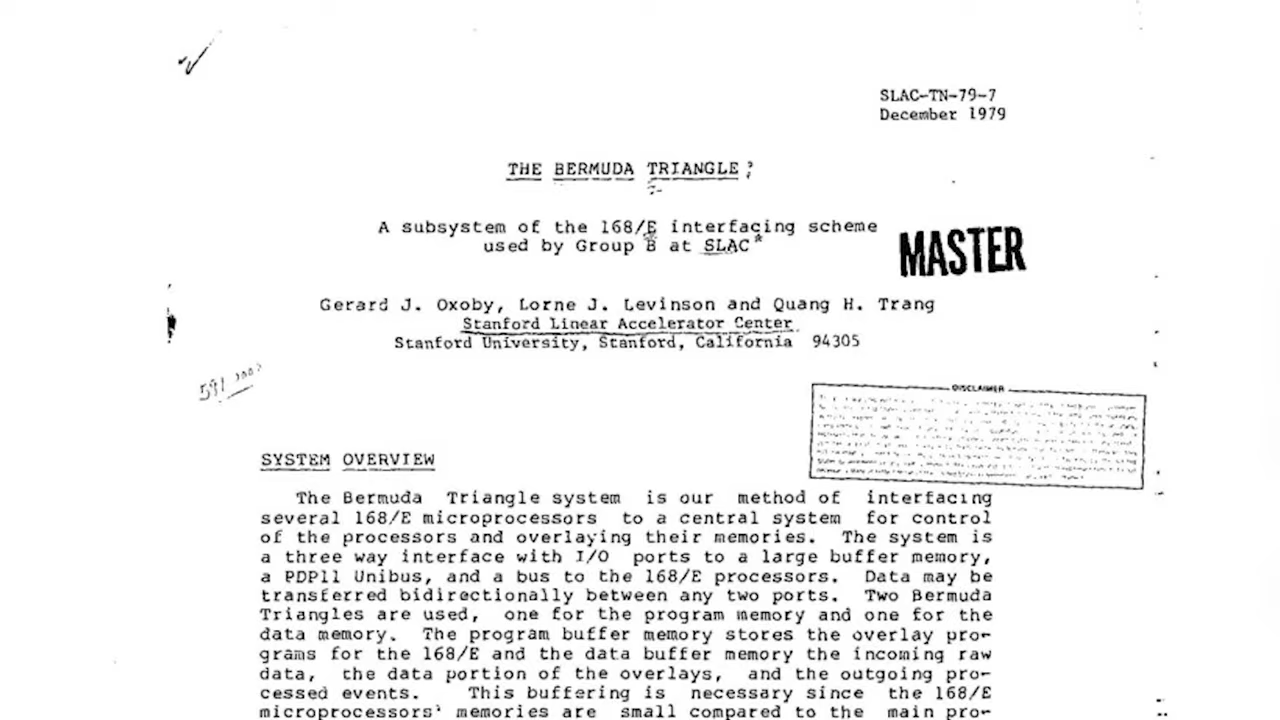 SLAC-TN-79-7
December 1979
THE BERMUDA TRIANGLE;
A subsystem of the 168/E interfacing scheme
used by Group B at SLAC*
MASTER
Gerard J. Oxoby, Lorne J. Levinson and Quang H. Trang
Stanford Linear Accelerator Center
Stanford University, Stanford, California 94305
DISCLAIMER
SYSTEM OVERVIEW
The Bermuda Triangle system is our method of interfacing
several 168/E microprocessors to a central system for control
of the processors and overlaying their memories. The system is
a three way interface with I/O ports to a large buffer memory,
a PDP11 Unibus, and a bus to the 168/E processors. Data may be
transferred bidirectionally between any two ports. Two Bermuda
Triangles are used, one for the program memory and one for the
data memory. The program buffer memory stores the overlay pro-
grams for the 168/E and the data buffer memory the incoming raw
data, the data portion of the overlays, and the outgoing pro-
cessed events. This buffering is necessary since the 168/E
microprocessors' memories are small compared to the main pro-